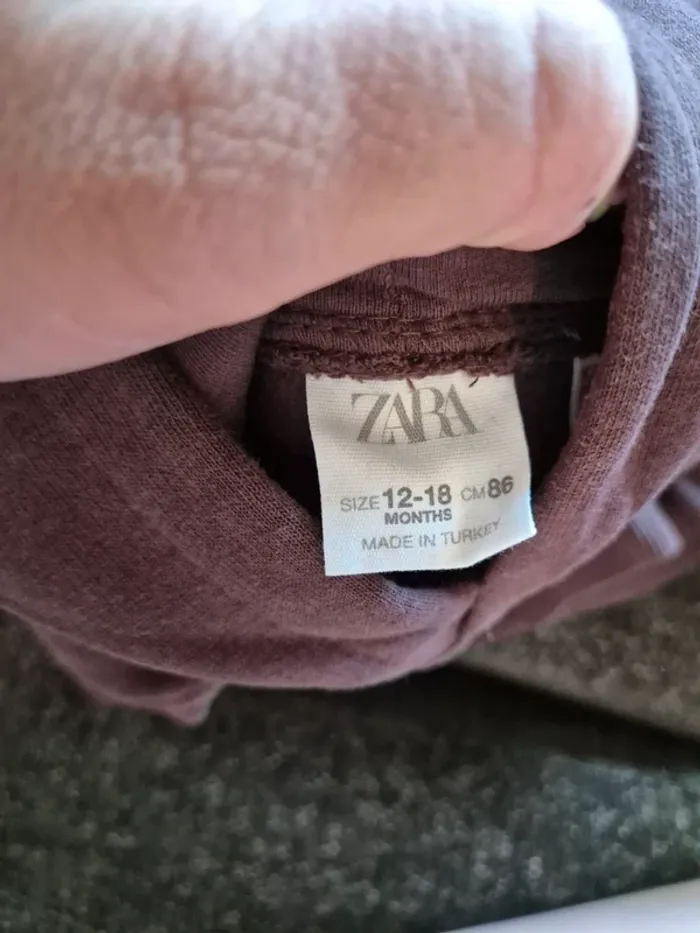 ZARA
SIZE 12-18 CM 86
MONTHS
MADE IN TURKEY